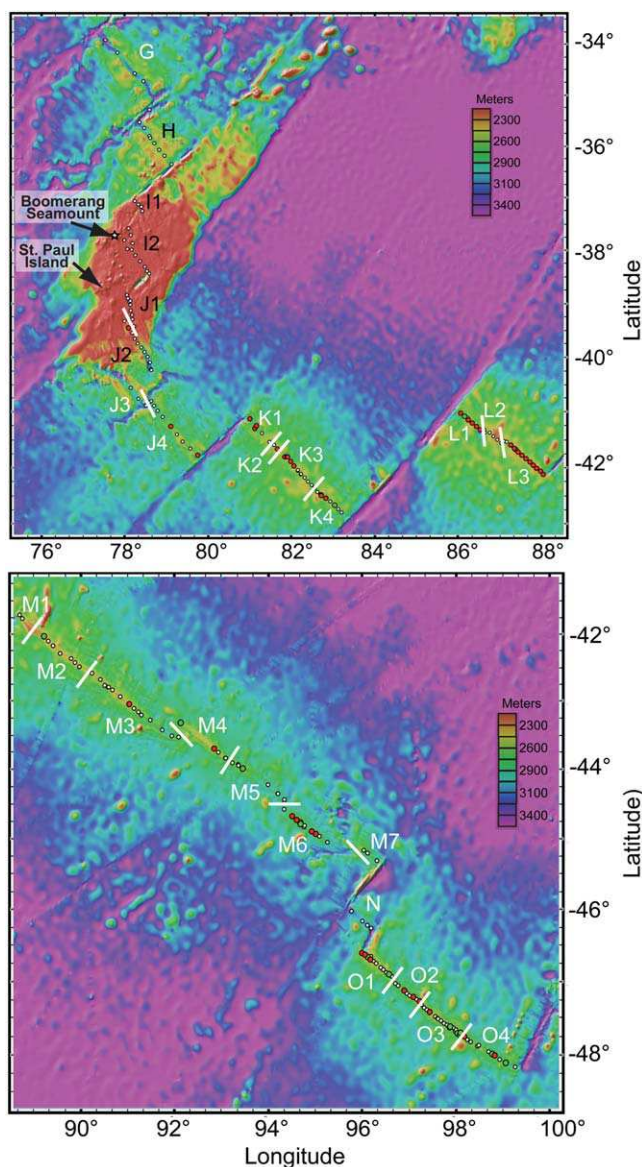 G
-34°
Meters
2300
2600
2900
3100
3400
H
-36°
Boomerang
Seamount
I1
I2
-38°
St. Paul
Island
J1
Latitude
J2
-40°
J3
J4
K1
K2
K3
K4
L1
L2
L3
-42°
76°
78°
80°
82°
84°
86°
88°
M1
-42°
M2
Meters
2300
2600
2900
3100
3400
M3
M4
M5
-44°
M6
M7
Latitude
N
-46°
O1
O2
O3
O4
-48°
90°
92°
94°
96°
98°
100°
Longitude